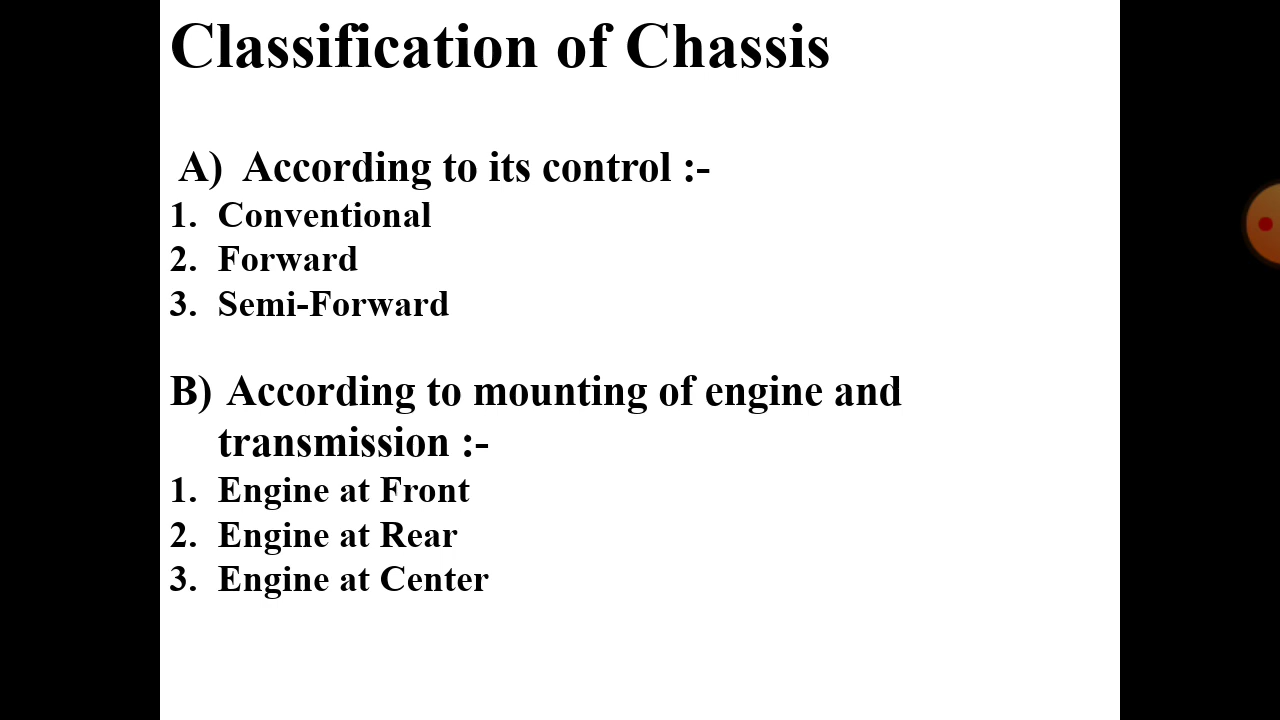 Classification of Chassis
A) According to its control :-
1. Conventional
2. Forward
3. Semi-Forward
B) According to mounting of engine and
transmission :-
1. Engine at Front
2. Engine at Rear
3. Engine at Center